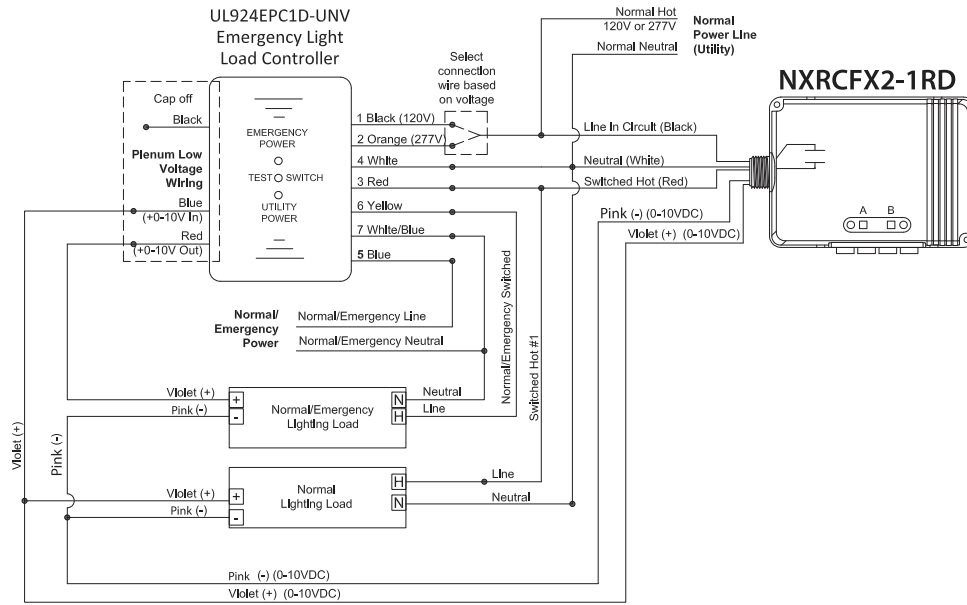 UL924EPC1D-UNV
Emergency Light
Load Controller
Normal Hot
120V or 277V
Normal
Power Line
(Utility)
Normal Neutral
Select
connection
wire based
on voltage
NXRCFX2-1RD
Cap off
Black
Plenum Low
Voltage
Wiring
Blue
(+0-10V In)
Red
(+0-10V Out)
EMERGENCY
POWER
TEST SWITCH
UTILITY
POWER
1 Black (120V)
2 Orange (277V)
4 White
3 Red
6 Yellow
7 White/Blue
5 Blue
Line in Circuit (Black)
Neutral (White)
Switched Hot (Red)
Pink (-) (0-10VDC)
Violet (+) (0-10VDC)
A B
Normal/
Emergency
Power
Normal/Emergency Line
Normal/Emergency Neutral
Normal/Emergency Switched
Switched Hot #1
Violet (+)
Pink (-)
Violet (+)
Pink (-)
+
-
Normal/Emergency
Lighting Load
N
H
Neutral
Line
Violet (+)
Pink (-)
+
-
Normal
Lighting Load
H
N
Line
Neutral
Pink (-) (0-10VDC)
Violet (+) (0-10VDC)